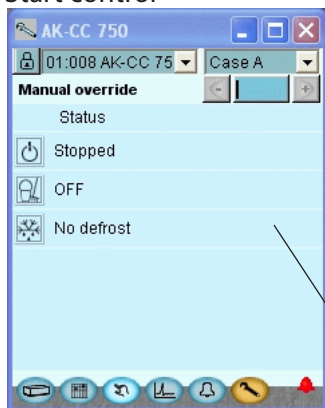 Start control
AK-CC 750
01:008 AK-CC 75 Case A
Manual override
Status
Stopped
OFF
No defrost